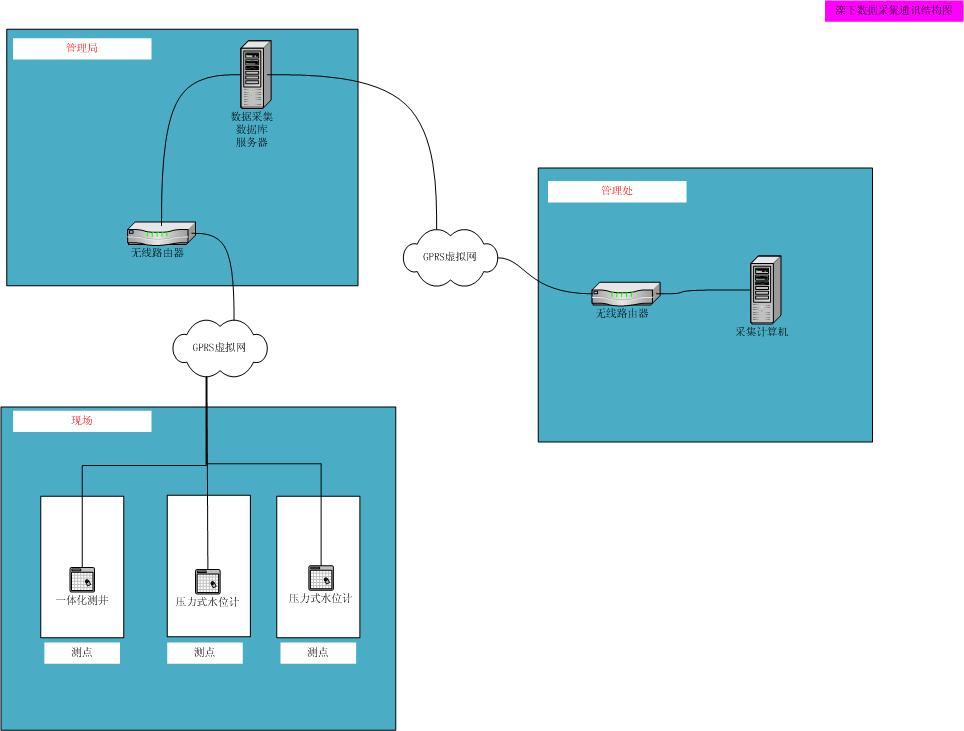 滦下数据采集通讯结构图
管理局
数据采集
数据库
服务器
无线路由器
GPRS虚拟网
管理处
无线路由器
采集计算机
GPRS虚拟网
现场
一体化测井
压力式水位计
压力式水位计
测点
测点
测点